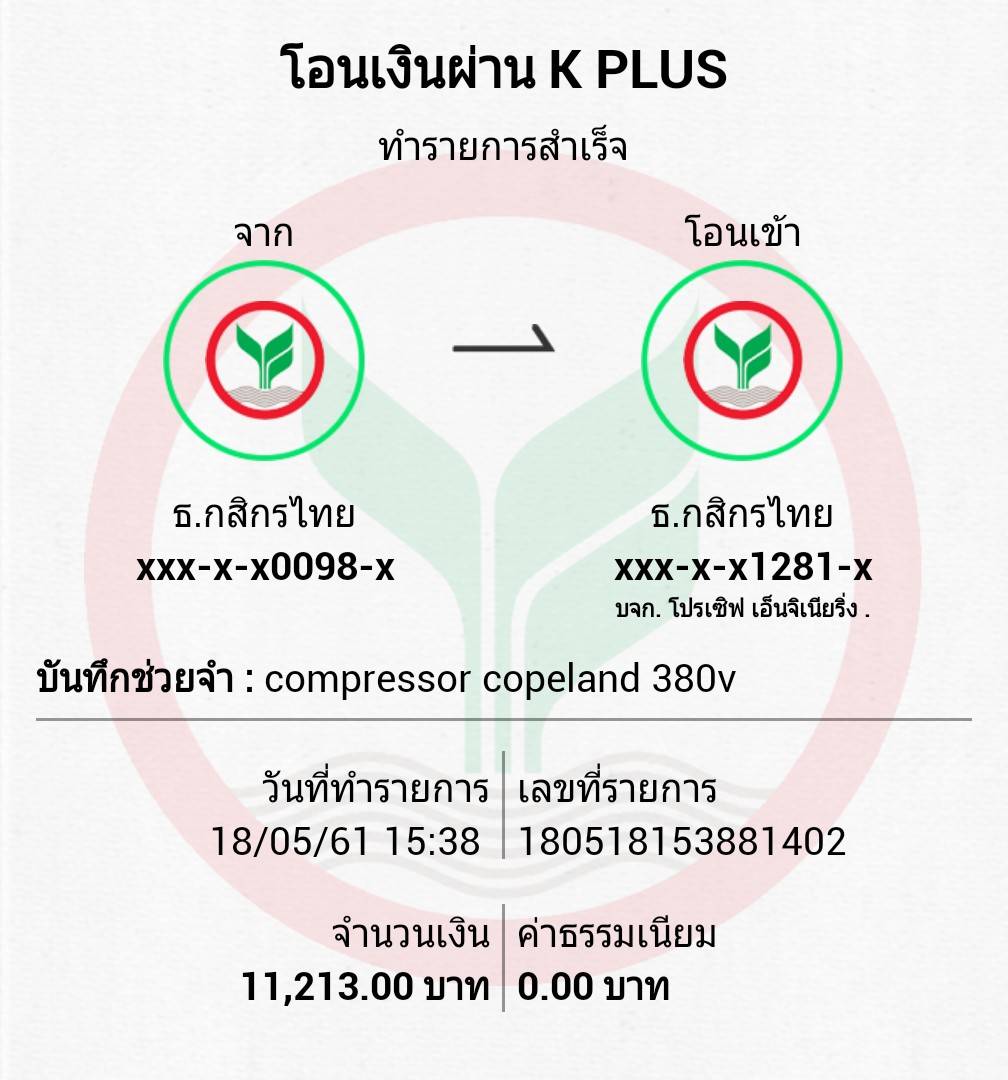 โอนเงินผ่าน K PLUS
ทำรายการสำเร็จ
จาก
โอนเข้า
ธ.กสิกรไทย
xxx-x-x0098-x
ธ.กสิกรไทย
xxx-x-x1281-x
บจก. โปรเซิฟ เอ็นจิเนียริ่ง .
บันทึกช่วยจำ : compressor copeland 380v
วันที่ทำรายการ
18/05/61 15:38
เลขที่รายการ
180518153881402
จำนวนเงิน
11,213.00 บาท
ค่าธรรมเนียม
0.00 บาท